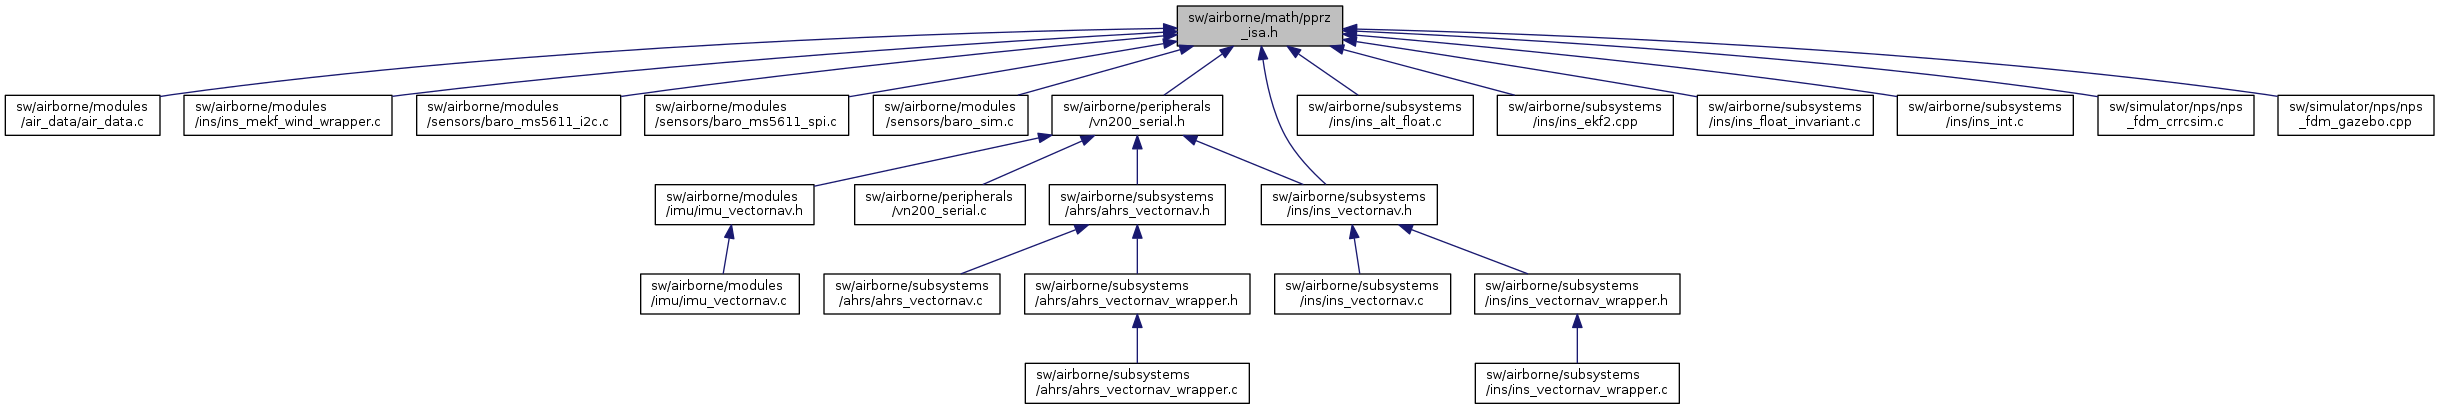 sw/airborne/math/pprz
_isa.h
sw/airborne/modules
/air_data/air_data.c
sw/airborne/modules
/ins/ins_mekf_wind_wrapper.c
sw/airborne/modules
/sensors/baro_ms5611_i2c.c
sw/airborne/modules
/sensors/baro_ms5611_spi.c
sw/airborne/modules
/sensors/baro_sim.c
sw/airborne/peripherals
/vn200_serial.h
sw/airborne/subsystems
/ins/ins_alt_float.c
sw/airborne/subsystems
/ins/ins_ekf2.cpp
sw/airborne/subsystems
/ins/ins_float_invariant.c
sw/airborne/subsystems
/ins/ins_int.c
sw/simulator/nps/nps
_fdm_crrcsim.c
sw/simulator/nps/nps
_fdm_gazebo.cpp
sw/airborne/modules
/imu/imu_vectornav.h
sw/airborne/peripherals
/vn200_serial.c
sw/airborne/subsystems
/ahrs/ahrs_vectornav.h
sw/airborne/subsystems
/ins/ins_vectornav.h
sw/airborne/modules
/imu/imu_vectornav.c
sw/airborne/subsystems
/ahrs/ahrs_vectornav.c
sw/airborne/subsystems
/ahrs/ahrs_vectornav_wrapper.h
sw/airborne/subsystems
/ins/ins_vectornav.c
sw/airborne/subsystems
/ins/ins_vectornav_wrapper.h
sw/airborne/subsystems
/ahrs/ahrs_vectornav_wrapper.c
sw/airborne/subsystems
/ins/ins_vectornav_wrapper.c